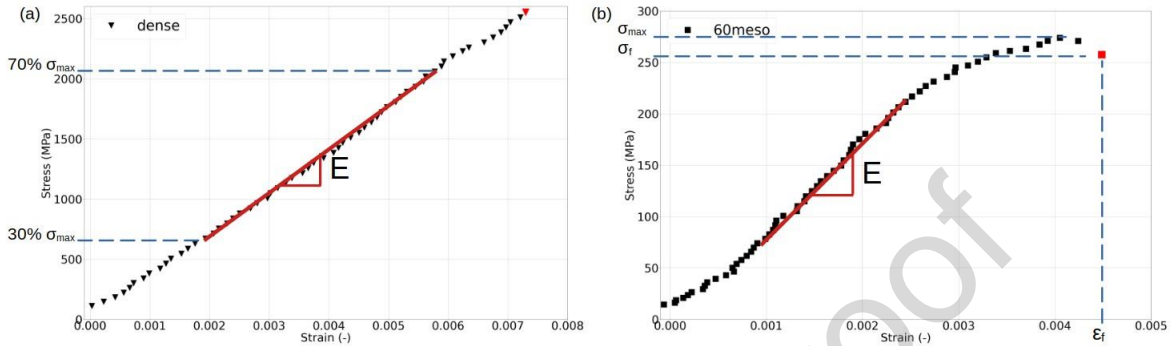 (a)
dense
70% σmax
30% σmax
E
Stress (MPa)
2500
2000
1500
1000
500
0
0.000 0.001 0.002 0.003 0.004 0.005 0.006 0.007 0.008
Strain (-)
(b)
60meso
σmax
σf
E
Stress (MPa)
300
250
200
150
100
50
0
0.000 0.001 0.002 0.003 0.004 0.005
Strain (-)
εf
oof